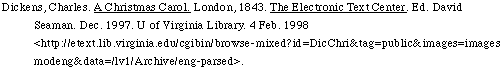 Dickens, Charles. A Christmas Carol. London, 1843. The Electronic Text Center. Ed. David
Seaman. Dec. 1997. U of Virginia Library. 4 Feb. 1998
<http://etext.lib.virginia.edu/cgibin/browse-mixed?id=DicChri&tag=public&images=images
modeng&data=/lv1/Archive/eng-parsed>.